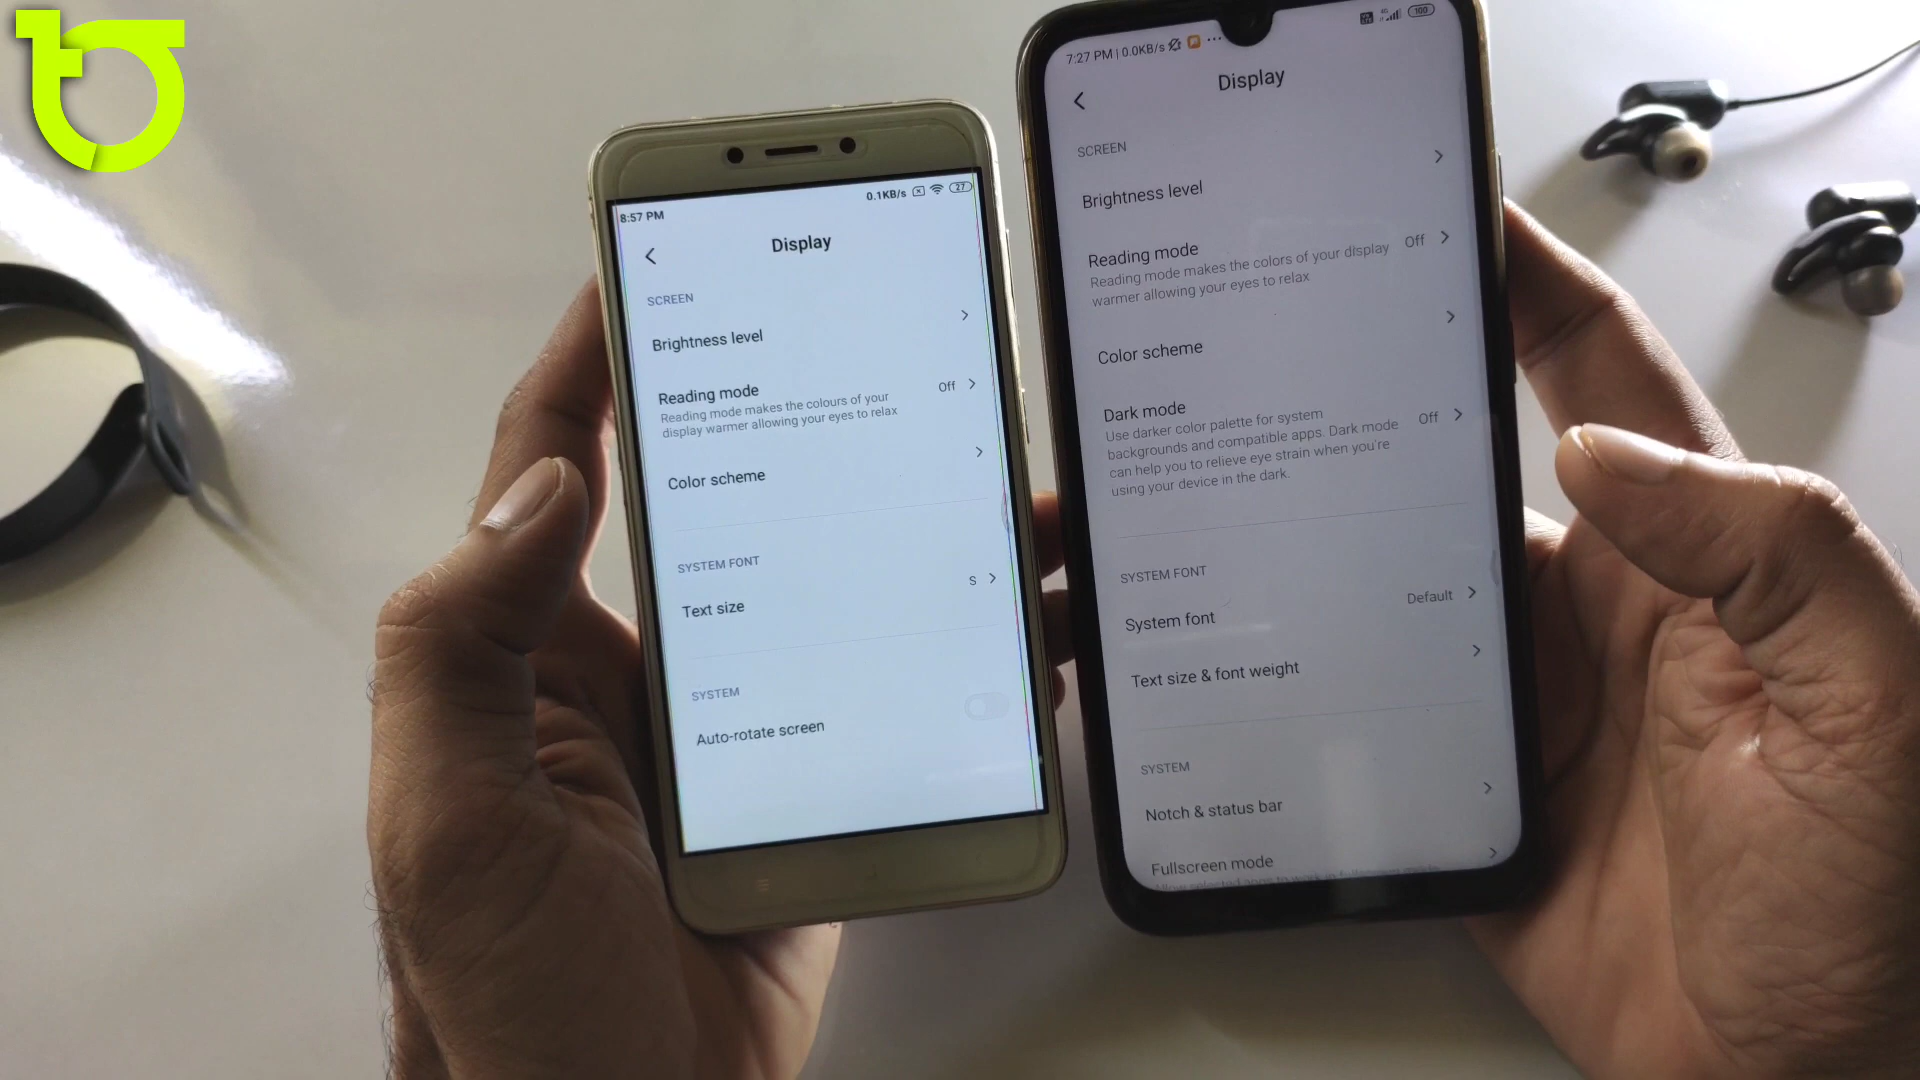 8:57 PM
0.1KB/s
27
Display
SCREEN
Brightness level
Reading mode
Reading mode makes the colours of your
display warmer allowing your eyes to relax
Off
Color scheme
SYSTEM FONT
Text size
S
SYSTEM
Auto-rotate screen
7:27 PM | 0.0KB/s
4G
100
Display
SCREEN
Brightness level
Reading mode
Reading mode makes the colors of your display
warmer allowing your eyes to relax
Off
Color scheme
Dark mode
Use darker color palette for system
backgrounds and compatible apps. Dark mode
can help you to relieve eye strain when you're
using your device in the dark.
Off
SYSTEM FONT
System font
Default
Text size & font weight
SYSTEM
Notch & status bar
Fullscreen mode